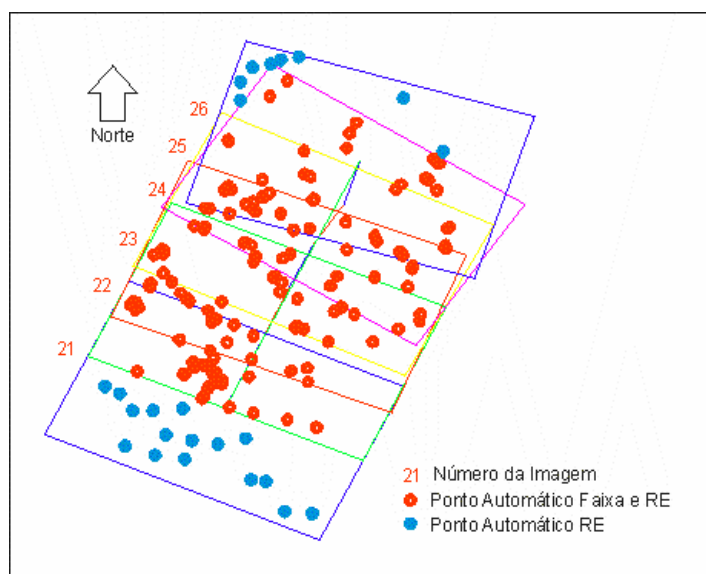 Norte
26
25
24
23
22
21
21 Número da Imagem
Ponto Automático Faixa e RE
Ponto Automático RE